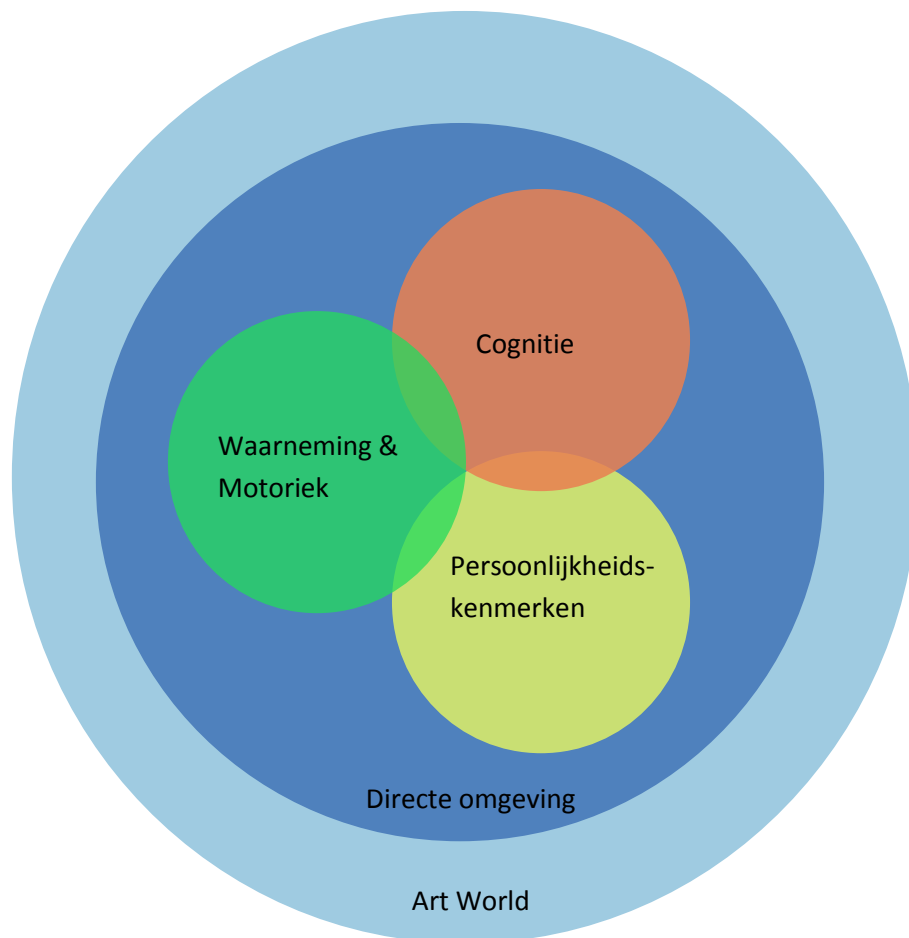 Cognitie
Waarneming &
Motoriek
Persoonlijkheids-
kenmerken
Directe omgeving
Art World